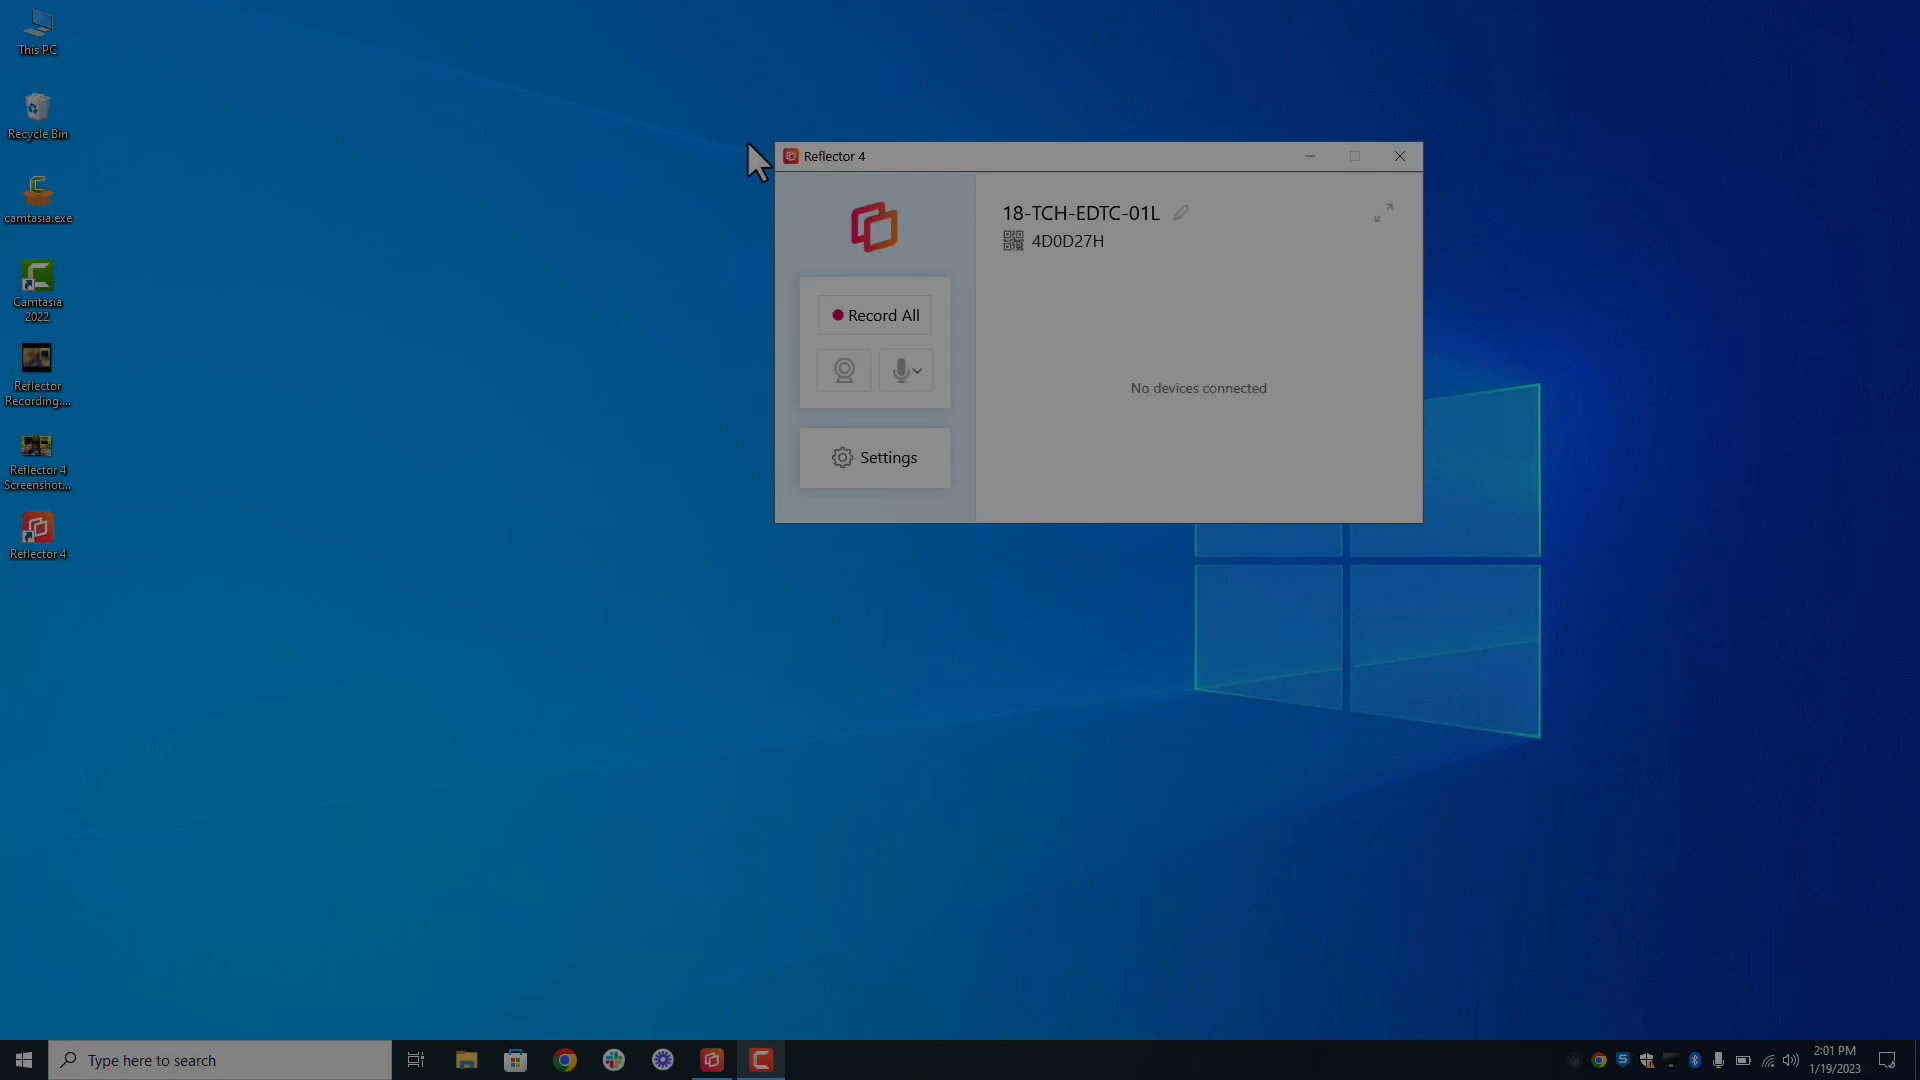 This PC
Recycle Bin
camtasia.exe
Camtasia
2022
Reflector
Recording....
Reflector 4
Screenshot...
Reflector 4
Reflector 4
Record All
Settings
18-TCH-EDTC-01L
4D0D27H
No devices connected
Type here to search
2:01 PM
1/19/2023